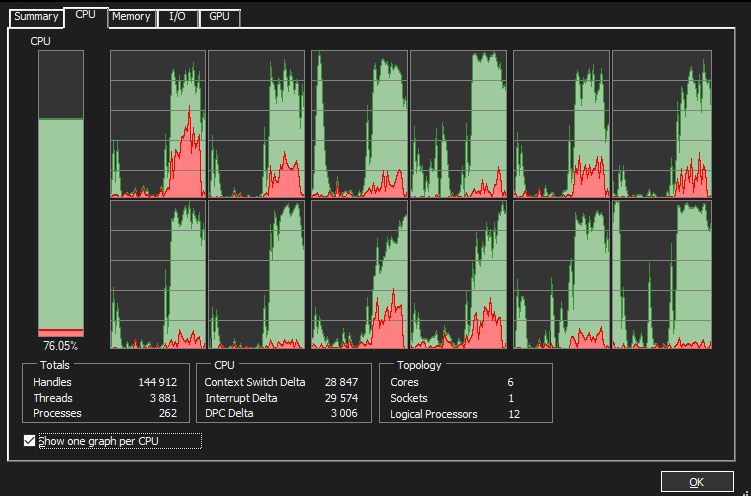 Summary CPU Memory I/O GPU
CPU
76.05%
Totals
Handles 144 912
Threads 3 881
Processes 262
CPU
Context Switch Delta 28 847
Interrupt Delta 29 574
DPC Delta 3 006
Topology
Cores 6
Sockets 1
Logical Processors 12
Show one graph per CPU
OK